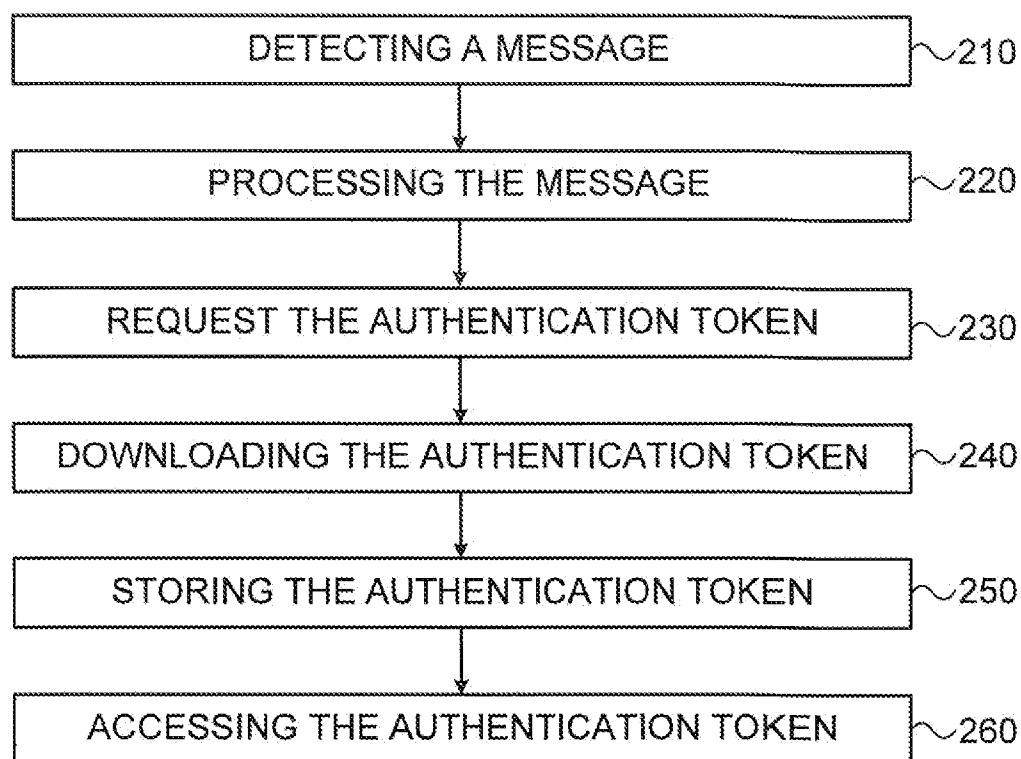 DETECTING A MESSAGE 210
PROCESSING THE MESSAGE 220
REQUEST THE AUTHENTICATION TOKEN 230
DOWNLOADING THE AUTHENTICATION TOKEN 240
STORING THE AUTHENTICATION TOKEN 250
ACCESSING THE AUTHENTICATION TOKEN 260